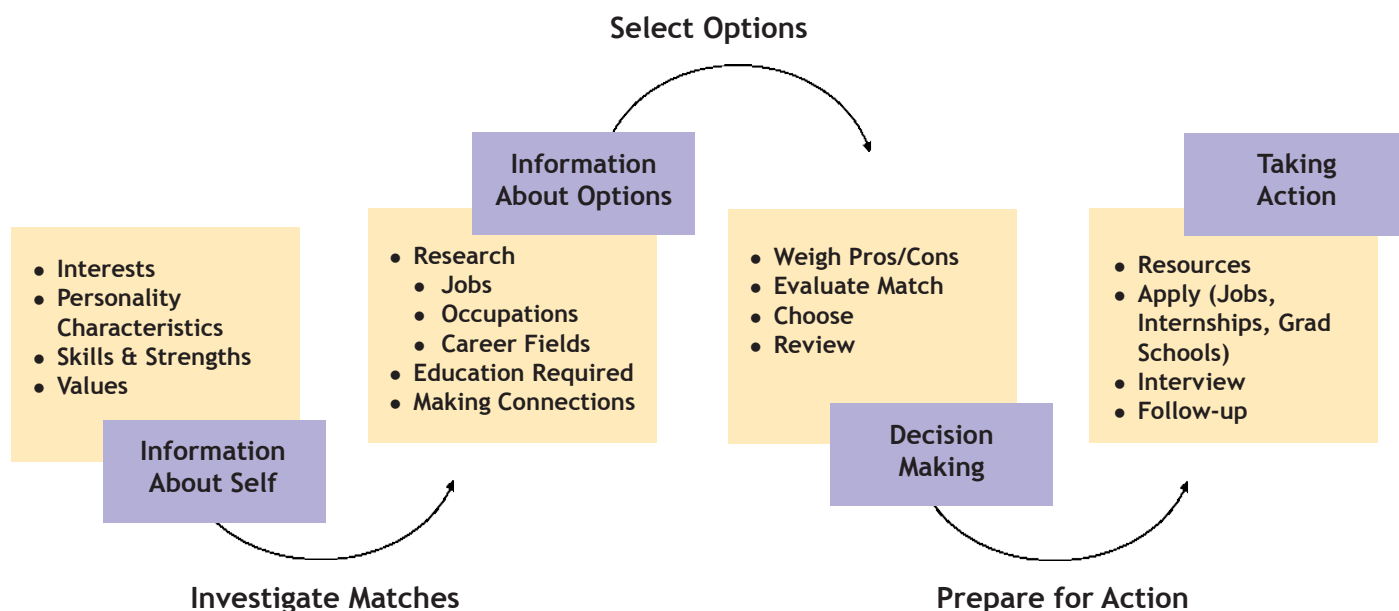 Select Options
Information
About Options
Taking
Action
• Interests
• Personality
Characteristics
• Skills & Strengths
• Values
Information
About Self
• Research
• Jobs
• Occupations
• Career Fields
• Education Required
• Making Connections
• Weigh Pros/Cons
• Evaluate Match
• Choose
• Review
Decision
Making
• Resources
• Apply (Jobs,
Internships, Grad
Schools)
• Interview
• Follow-up
Investigate Matches
Prepare for Action